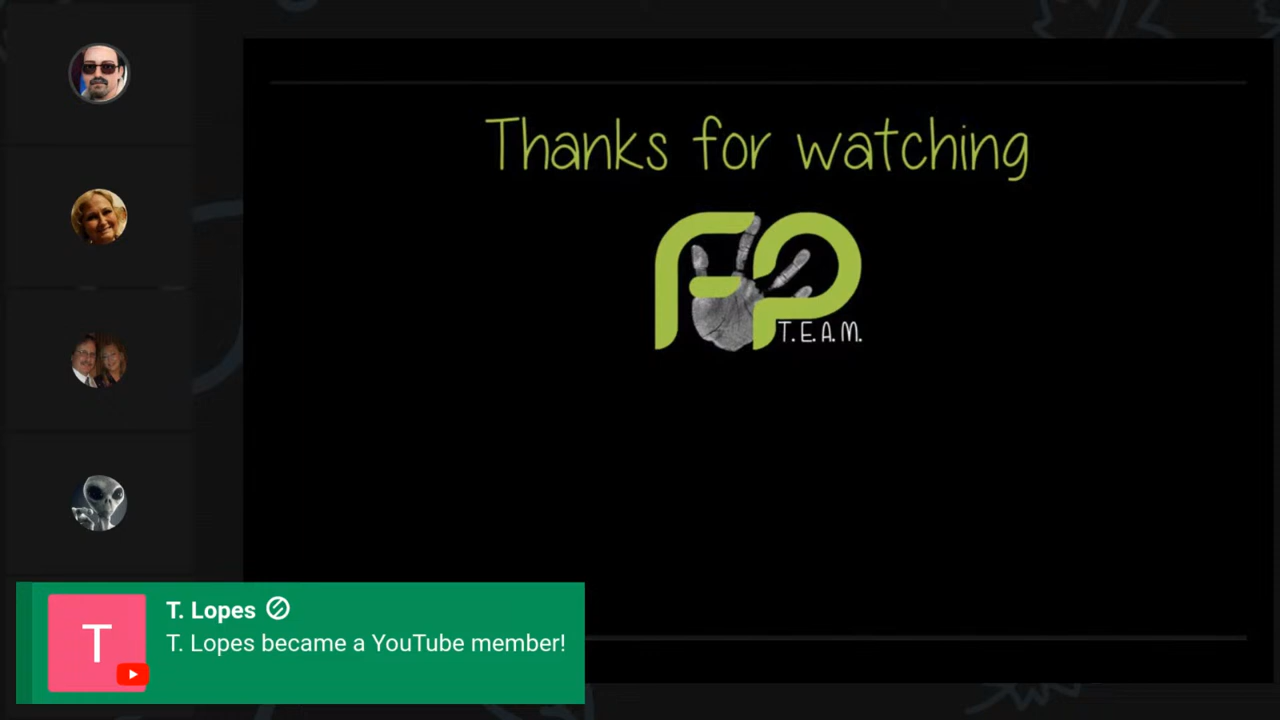 Thanks for watching
FP
T.E.A.M.
T. Lopes
T. Lopes became a YouTube member!
T